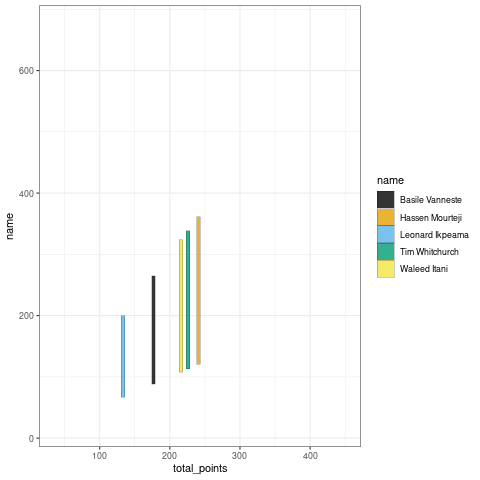 600
400
200
0
name
100
200
300
400
total_points
name
Basile Vanneste
Hassen Mourteji
Leonard Ikpeama
Tim Whitchurch
Waleed Itani